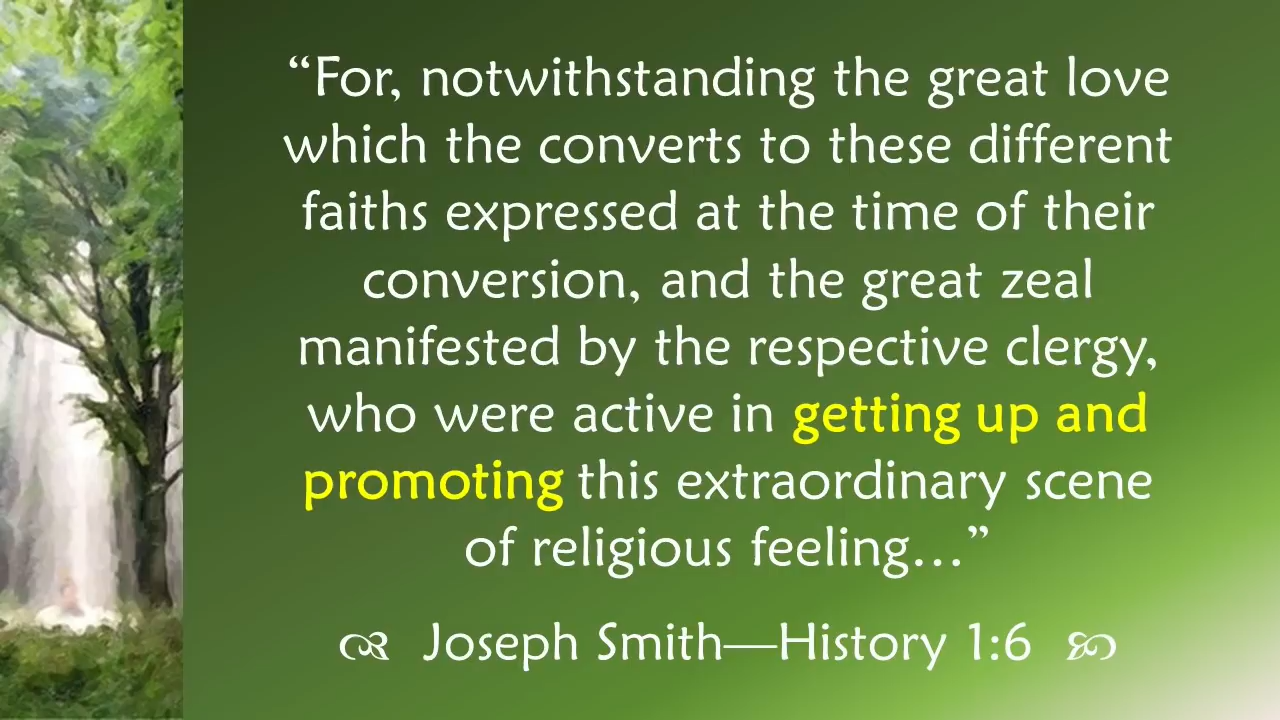 “For, notwithstanding the great love
which the converts to these different
faiths expressed at the time of their
conversion, and the great zeal
manifested by the respective clergy,
who were active in getting up and
promoting this extraordinary scene
of religious feeling…”
Joseph Smith—History 1:6